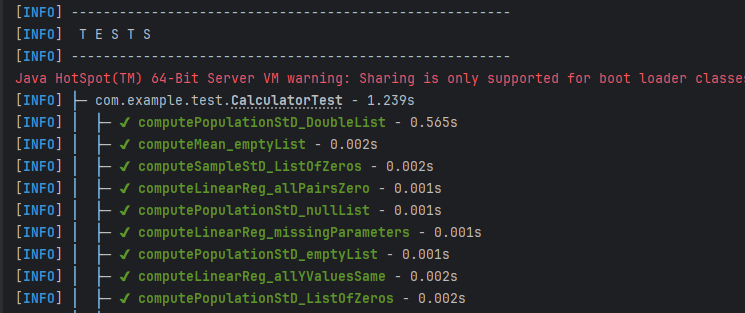 [INFO] -------------------------------------------------------
[INFO]  T E S T S
[INFO] -------------------------------------------------------
Java HotSpot(TM) 64-Bit Server VM warning: Sharing is only supported for boot loader classes
[INFO] ├─ com.example.test.CalculatorTest - 1.239s
[INFO] │  ├─ ✔ computePopulationStD_DoubleList - 0.565s
[INFO] │  ├─ ✔ computeMean_emptyList - 0.002s
[INFO] │  ├─ ✔ computeSampleStD_ListOfZeros - 0.002s
[INFO] │  ├─ ✔ computeLinearReg_allPairsZero - 0.001s
[INFO] │  ├─ ✔ computePopulationStD_nullList - 0.001s
[INFO] │  ├─ ✔ computeLinearReg_missingParameters - 0.001s
[INFO] │  ├─ ✔ computePopulationStD_emptyList - 0.001s
[INFO] │  ├─ ✔ computeLinearReg_allYValuesSame - 0.002s
[INFO] │  ├─ ✔ computePopulationStD_ListOfZeros - 0.002s